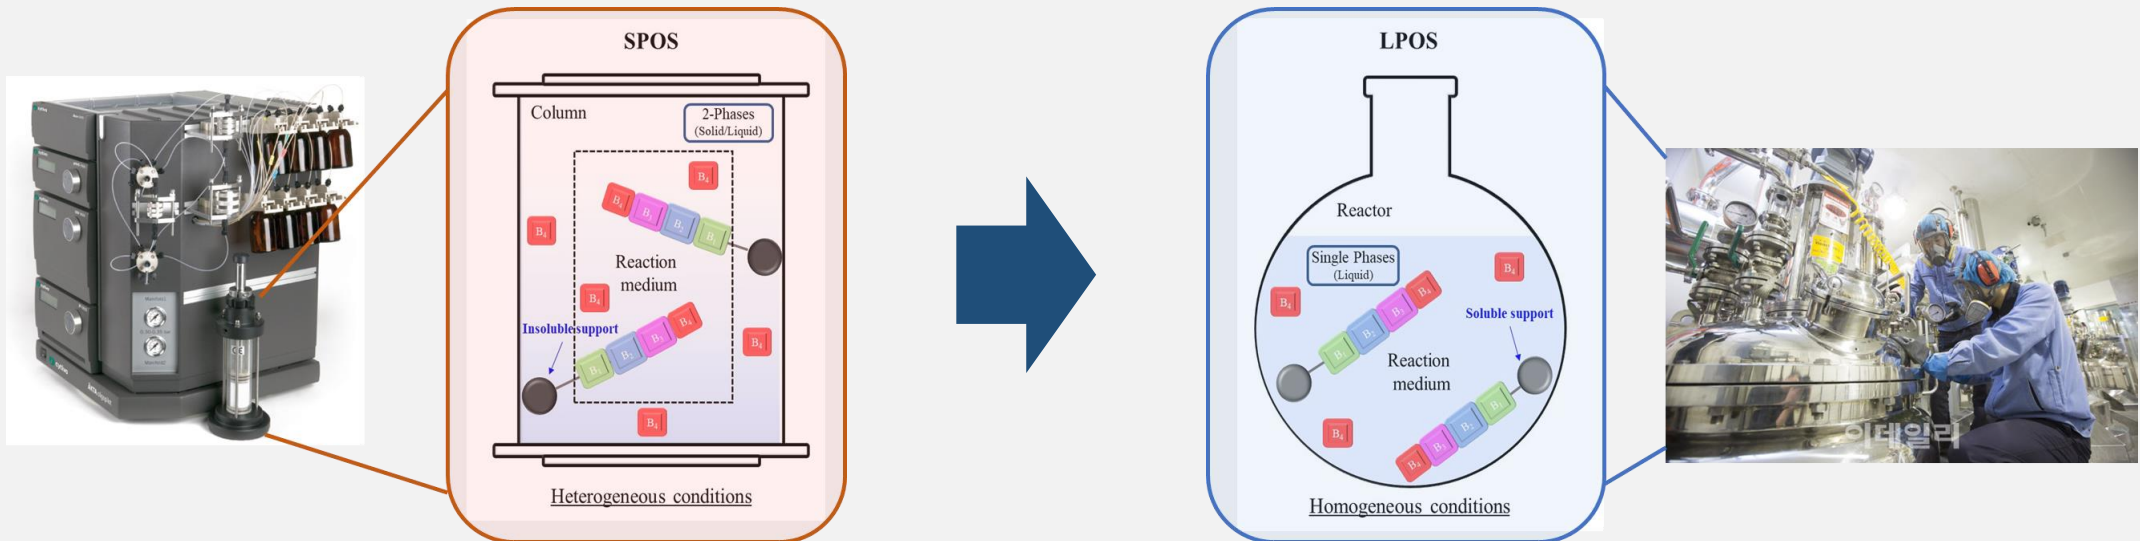 SPOS
Column
2-Phases
(Solid/Liquid)
B4
B4
B3
B2
B1
B4
Reaction
medium
B4
Insoluble support
B4
B3
B2
B1
B4
B4
Heterogeneous conditions
LPOS
Reactor
Single Phases
(Liquid)
B4
B4
B4
B3
B2
B1
Soluble support
Reaction
medium
B1
B2
B3
B4
B4
Homogeneous conditions
이데일리